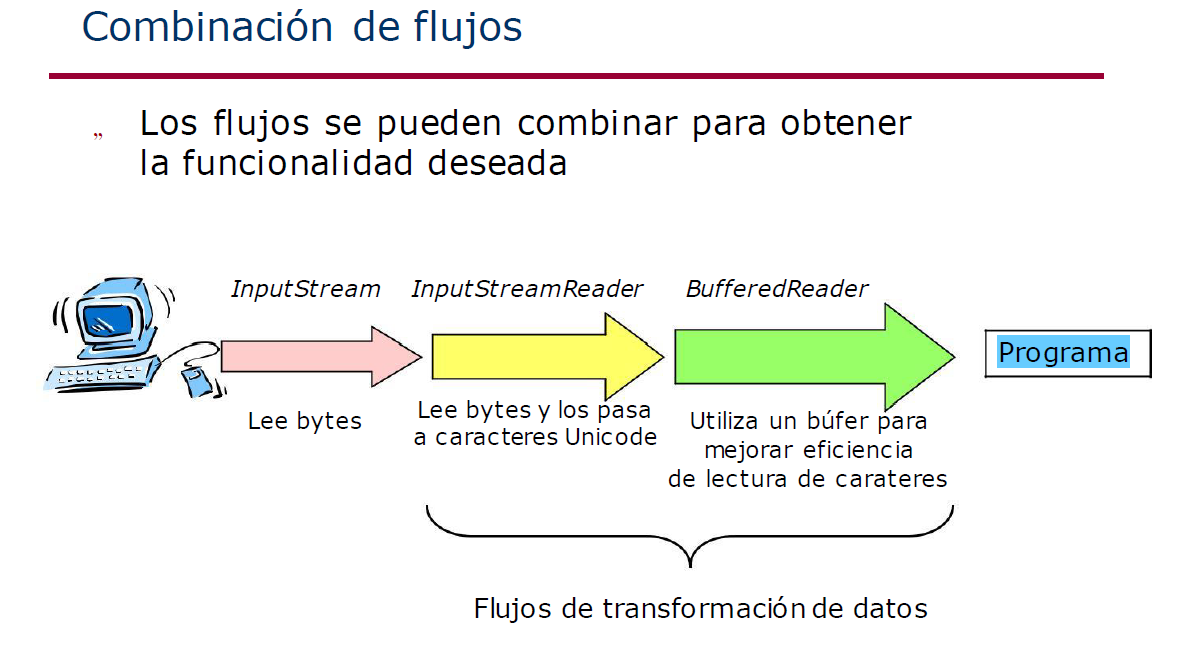 Combinación de flujos
„ Los flujos se pueden combinar para obtener
la funcionalidad deseada
InputStream InputStreamReader BufferedReader
Programa
Lee bytes
Lee bytes y los pasa
a caracteres Unicode
Utiliza un búfer para
mejorar eficiencia
de lectura de carateres
Flujos de transformación de datos